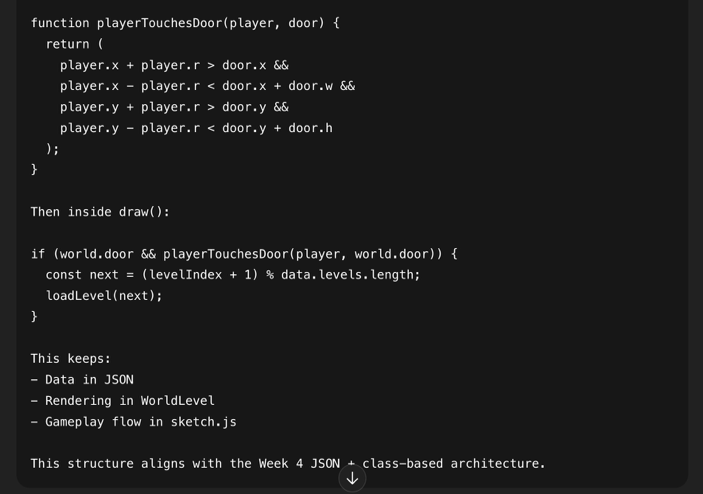 function playerTouchesDoor(player, door) {
  return (
    player.x + player.r > door.x &&
    player.x - player.r < door.x + door.w &&
    player.y + player.r > door.y &&
    player.y - player.r < door.y + door.h
  );
}

Then inside draw():

if (world.door && playerTouchesDoor(player, world.door)) {
  const next = (levelIndex + 1) % data.levels.length;
  loadLevel(next);
}

This keeps:
- Data in JSON
- Rendering in WorldLevel
- Gameplay flow in sketch.js

This structure aligns with the Week 4 JSON + class-based architecture.